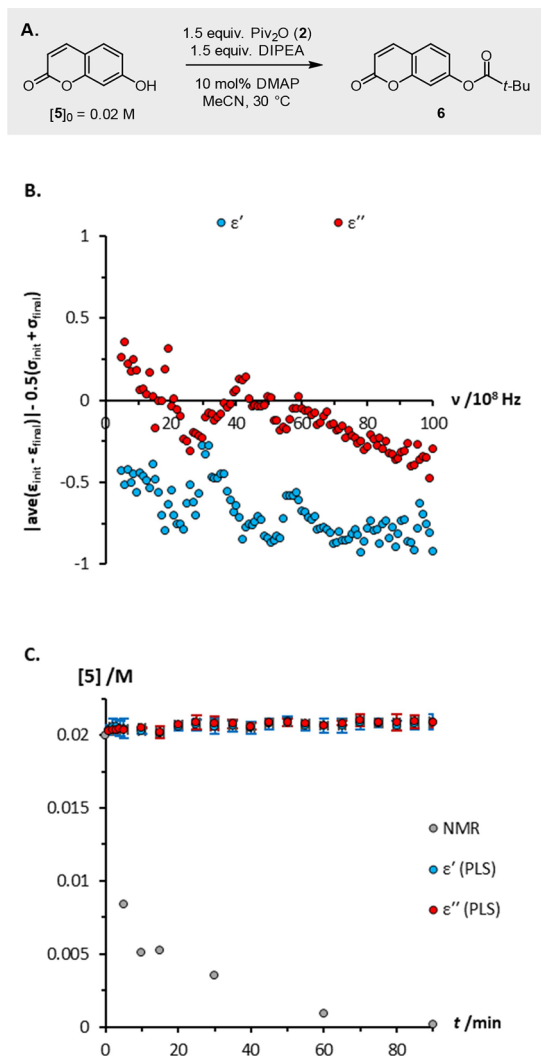 A.
1.5 equiv. Piv₂O (2)
1.5 equiv. DIPEA
10 mol% DMAP
MeCN, 30 °C
O
O
OH
[5]₀ = 0.02 M
O
O
O
O
t-Bu
6
B.
ε′
ε′′
1
0.5
0
-0.5
-1
0
20
40
60
80
100
ν /10⁸ Hz
|ave(εinit - εfinal)| - 0.5(σinit + σfinal)
C.
[5] /M
0.02
0.015
0.01
0.005
0
0
20
40
60
80
t /min
NMR
ε′ (PLS)
ε′′ (PLS)